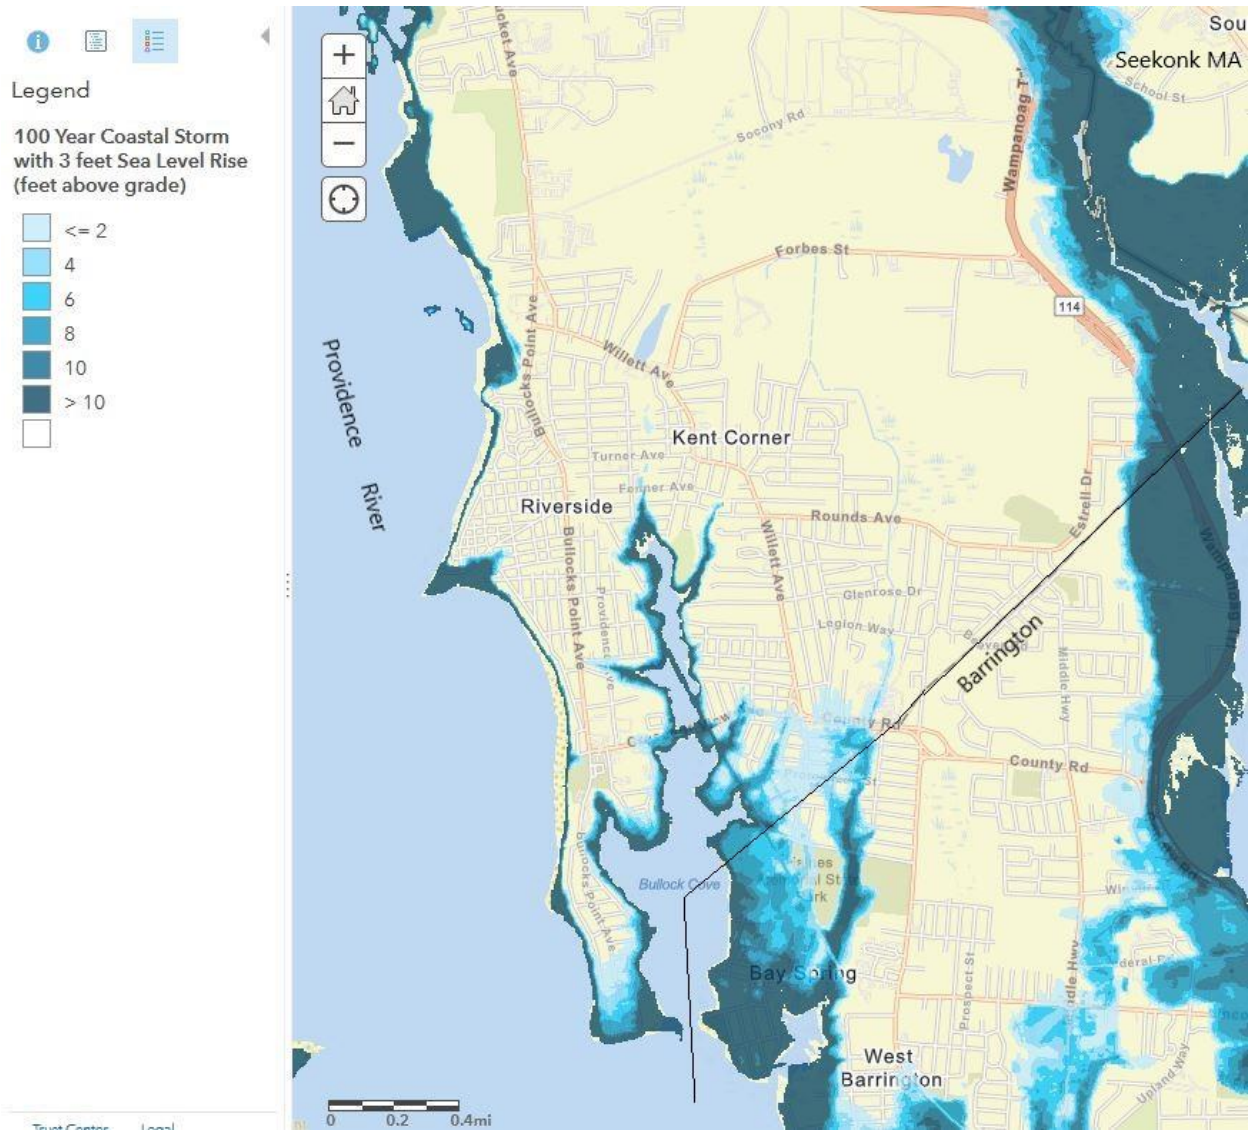 Legend
100 Year Coastal Storm
with 3 feet Sea Level Rise
(feet above grade)
<= 2
4
6
8
10
> 10
Sou
Seekonk MA
School St
Socony Rd
Forbes St
114
Providence
River
Bullocks Point Ave
Willett Ave
Kent Corner
Turner Ave
Riverside
Rounds Ave
Estrell Dr
Bullocks Point Ave
Willett Ave
Glenrose Dr
Legion Way
Barrington
Middle Hwy
County Rd
County Rd
Bullock Cove
Bullocks Point Ave
Bay Spring
Prospect St
West
Barrington
Upland Way
0 0.2 0.4mi
Trust Center Legal